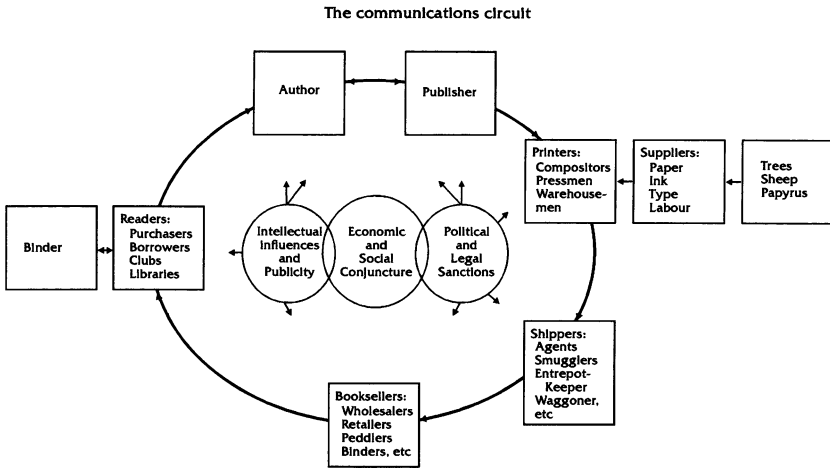 The communications circuit
Author
Publisher
Printers:
Compositors
Pressmen
Warehouse-
men
Suppliers:
Paper
Ink
Type
Labour
Trees
Sheep
Papyrus
Binder
Readers:
Purchasers
Borrowers
Clubs
Libraries
Intellectual
Influences
and
Publicity
Economic
and
Social
Conjuncture
Political
and
Legal
Sanctions
Shippers:
Agents
Smugglers
Entrepot-
Keeper
Waggoner,
etc
Booksellers:
Wholesalers
Retailers
Peddlers
Binders, etc